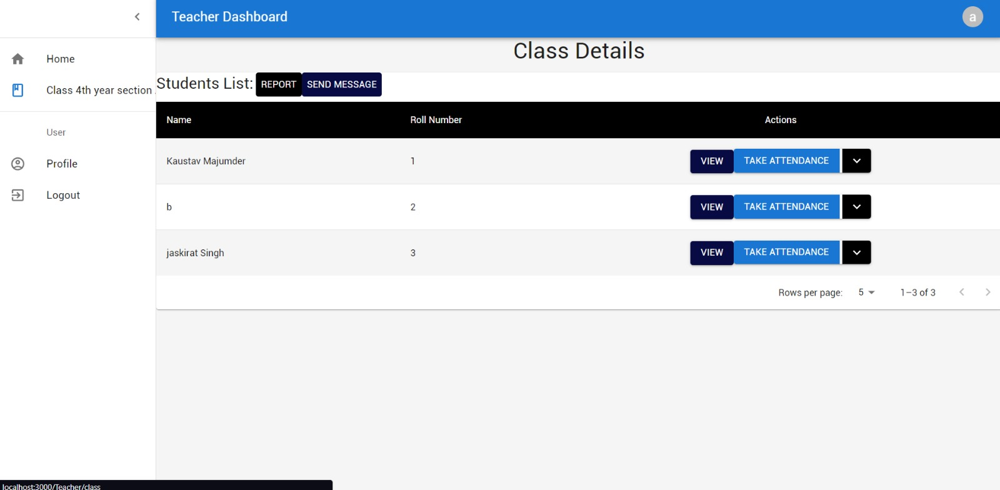 Teacher Dashboard
a
Class Details
Home
Class 4th year section
Students List: REPORT SEND MESSAGE
Name Roll Number Actions
User
Kaustav Majumder 1 VIEW TAKE ATTENDANCE
Profile
Logout
b 2 VIEW TAKE ATTENDANCE
jaskirat Singh 3 VIEW TAKE ATTENDANCE
Rows per page: 5 1–3 of 3
localhost:3000/Teacher/class